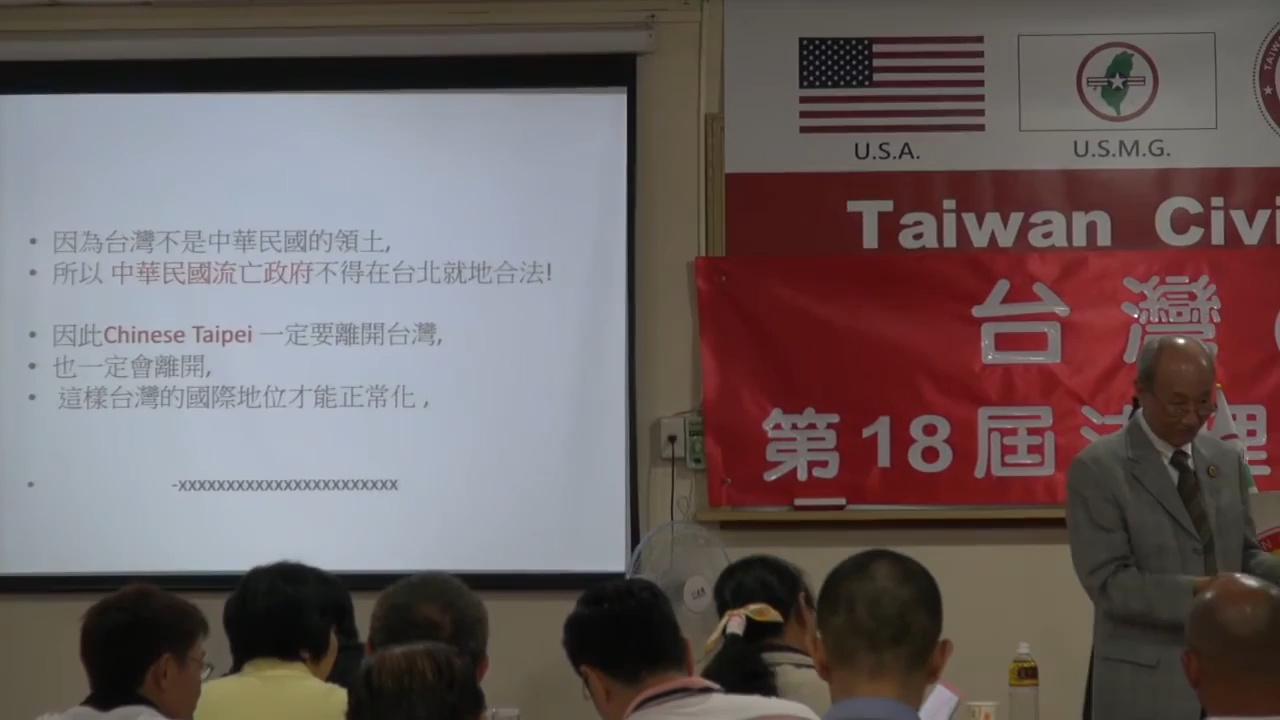 • 因為台灣不是中華民國的領土,
• 所以 中華民國流亡政府不得在台北就地合法!
• 因此Chinese Taipei 一定要離開台灣,
• 也一定會離開,
• 這樣台灣的國際地位才能正常化 ,
• -xxxxxxxxxxxxxxxxxxxxxxx
U.S.A.
U.S.M.G.
Taiwan Civi
台灣
第18屆法理